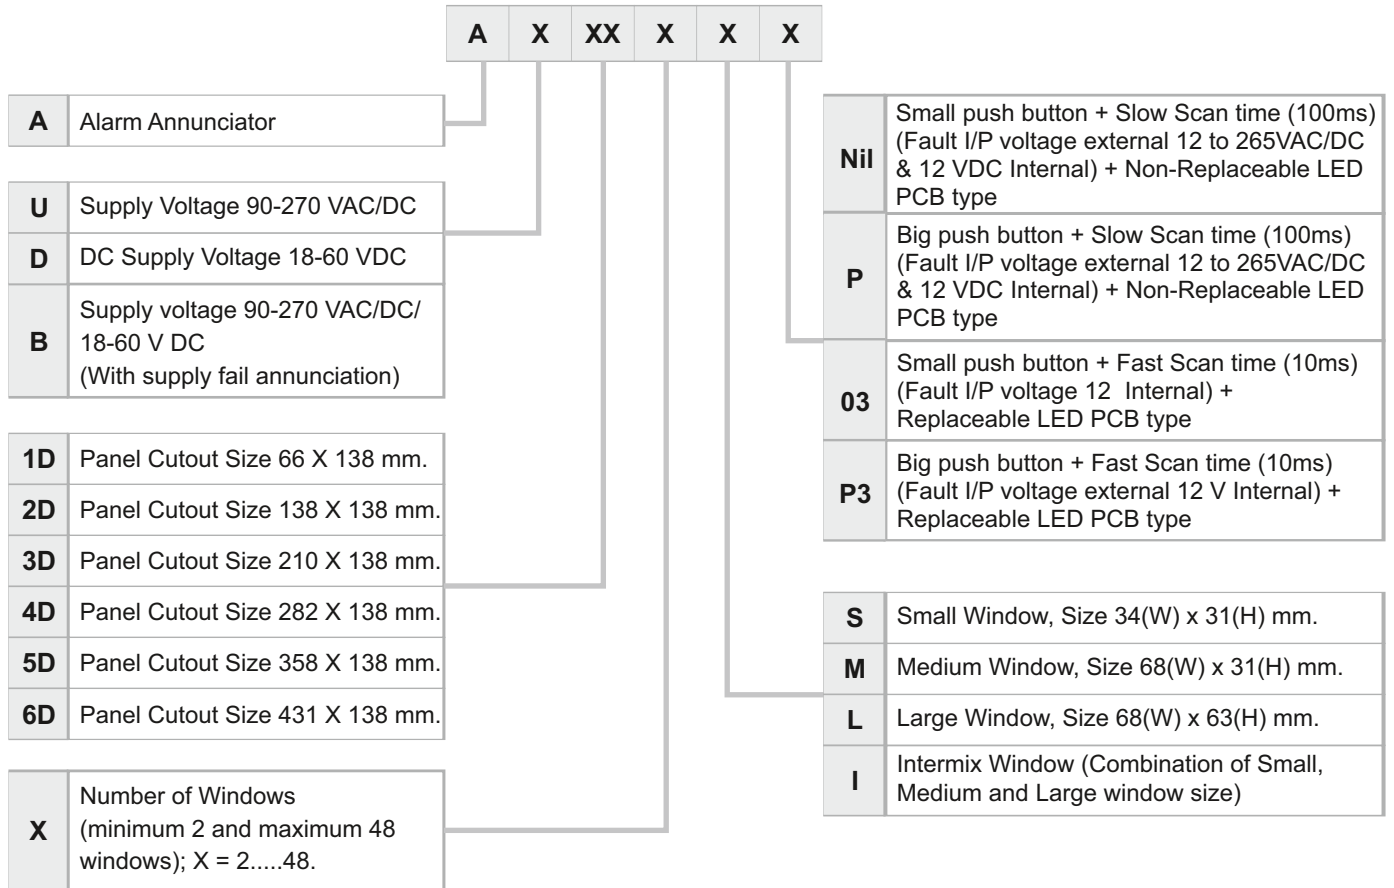 A X XX X X X
A Alarm Annunciator
U Supply Voltage 90-270 VAC/DC
D DC Supply Voltage 18-60 VDC
B Supply voltage 90-270 VAC/DC/
18-60 V DC
(With supply fail annunciation)
1D Panel Cutout Size 66 X 138 mm.
2D Panel Cutout Size 138 X 138 mm.
3D Panel Cutout Size 210 X 138 mm.
4D Panel Cutout Size 282 X 138 mm.
5D Panel Cutout Size 358 X 138 mm.
6D Panel Cutout Size 431 X 138 mm.
X Number of Windows
(minimum 2 and maximum 48
windows); X = 2.....48.
Nil Small push button + Slow Scan time (100ms)
(Fault I/P voltage external 12 to 265VAC/DC
& 12 VDC Internal) + Non-Replaceable LED
PCB type
P Big push button + Slow Scan time (100ms)
(Fault I/P voltage external 12 to 265VAC/DC
& 12 VDC Internal) + Non-Replaceable LED
PCB type
03 Small push button + Fast Scan time (10ms)
(Fault I/P voltage 12 Internal) +
Replaceable LED PCB type
P3 Big push button + Fast Scan time (10ms)
(Fault I/P voltage external 12 V Internal) +
Replaceable LED PCB type
S Small Window, Size 34(W) x 31(H) mm.
M Medium Window, Size 68(W) x 31(H) mm.
L Large Window, Size 68(W) x 63(H) mm.
I Intermix Window (Combination of Small,
Medium and Large window size)